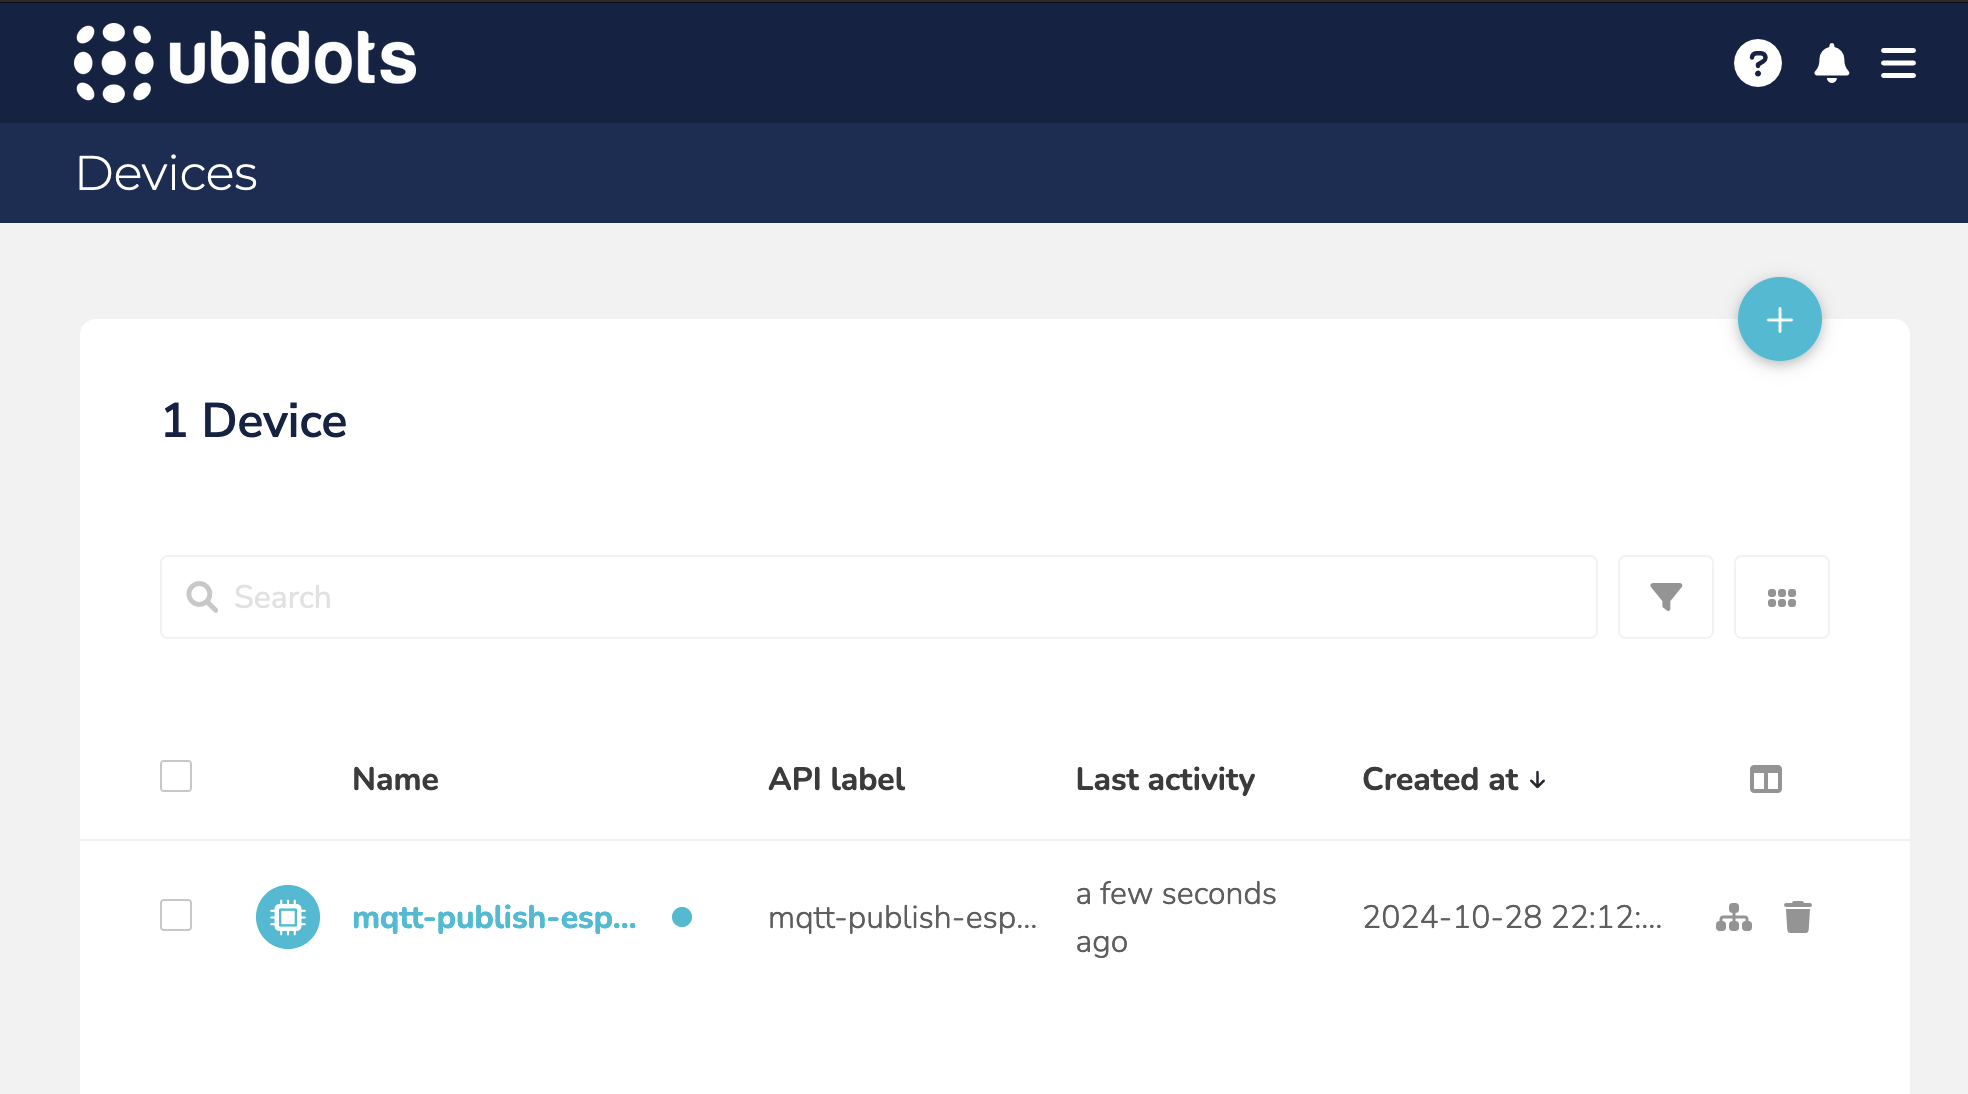 ubidots
Devices
1 Device
Search
Name API label Last activity Created at ↓
mqtt-publish-esp... mqtt-publish-esp... a few seconds ago 2024-10-28 22:12:...